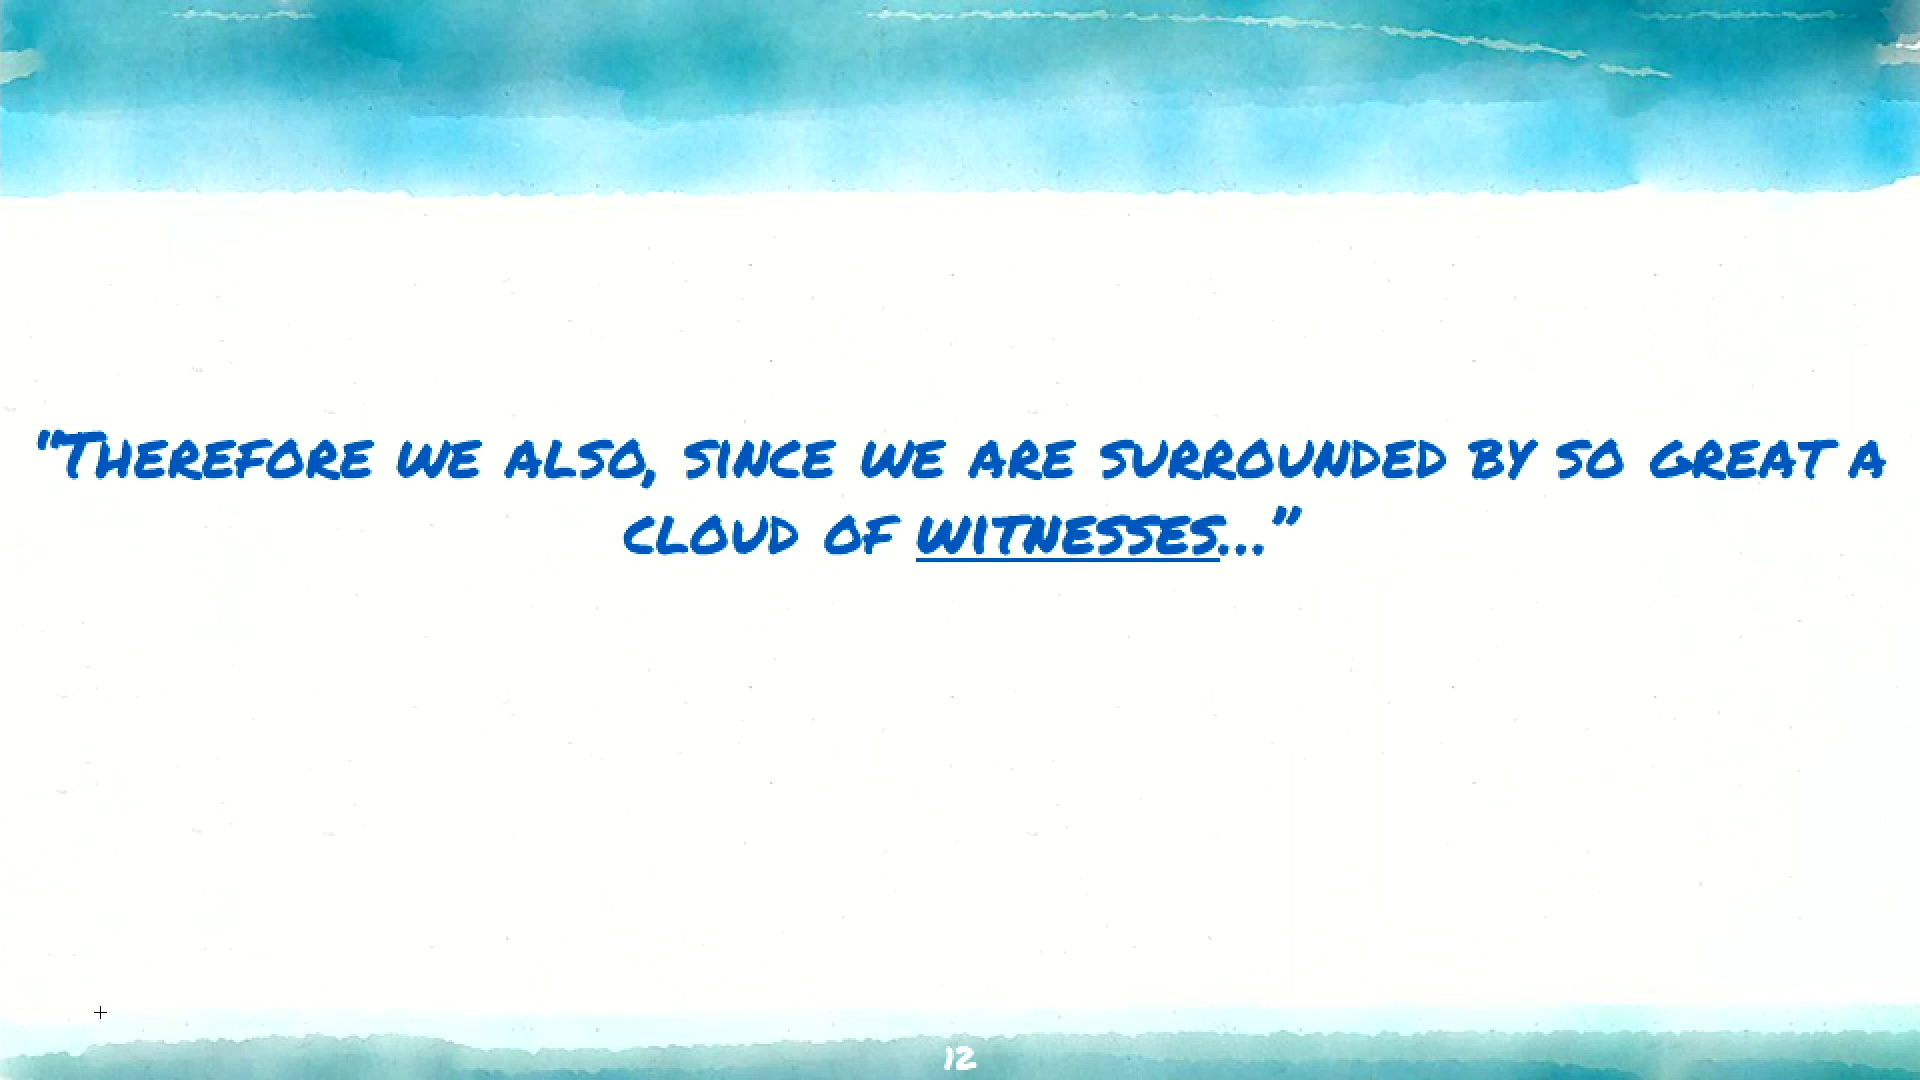 “Therefore we also, since we are surrounded by so great a
cloud of witnesses…”
12